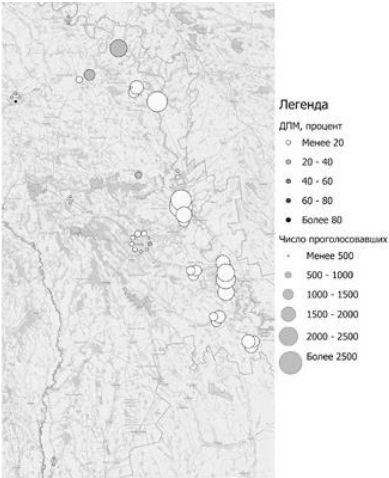 Легенда
ДПМ, процент
Менее 20
20 - 40
40 - 60
60 - 80
Более 80
Число проголосовавших
Менее 500
500 - 1000
1000 - 1500
1500 - 2000
2000 - 2500
Более 2500